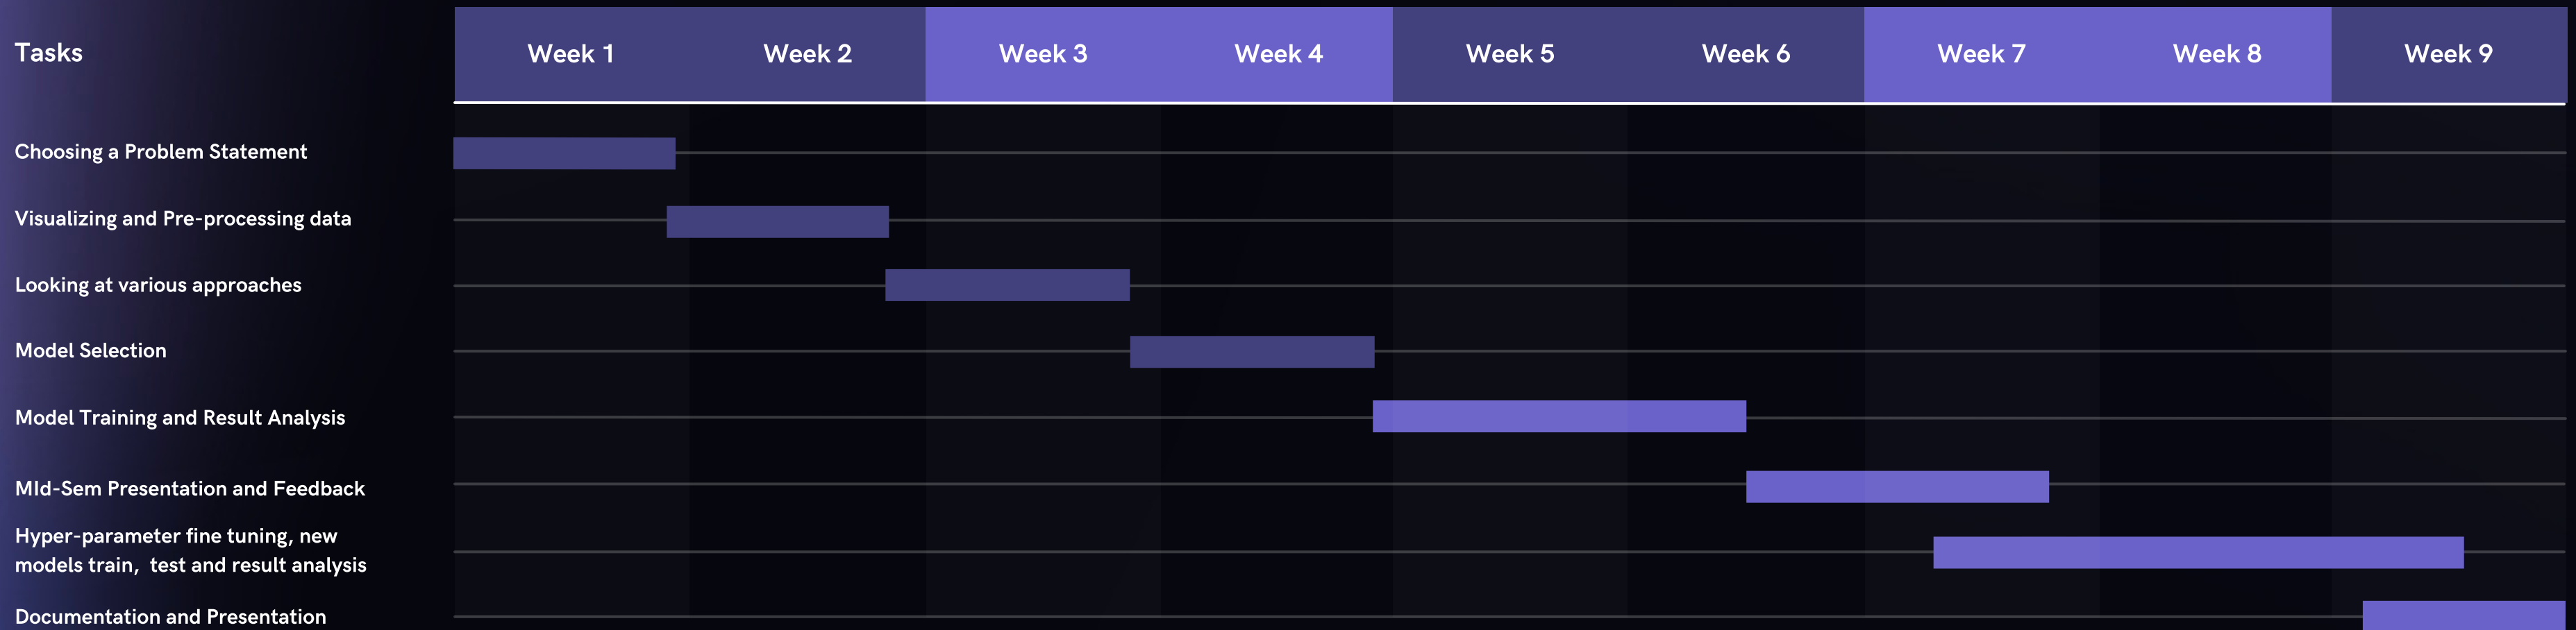 Tasks
Week 1
Week 2
Week 3
Week 4
Week 5
Week 6
Week 7
Week 8
Week 9
Choosing a Problem Statement
Visualizing and Pre-processing data
Looking at various approaches
Model Selection
Model Training and Result Analysis
MId-Sem Presentation and Feedback
Hyper-parameter fine tuning, new
models train,  test and result analysis
Documentation and Presentation